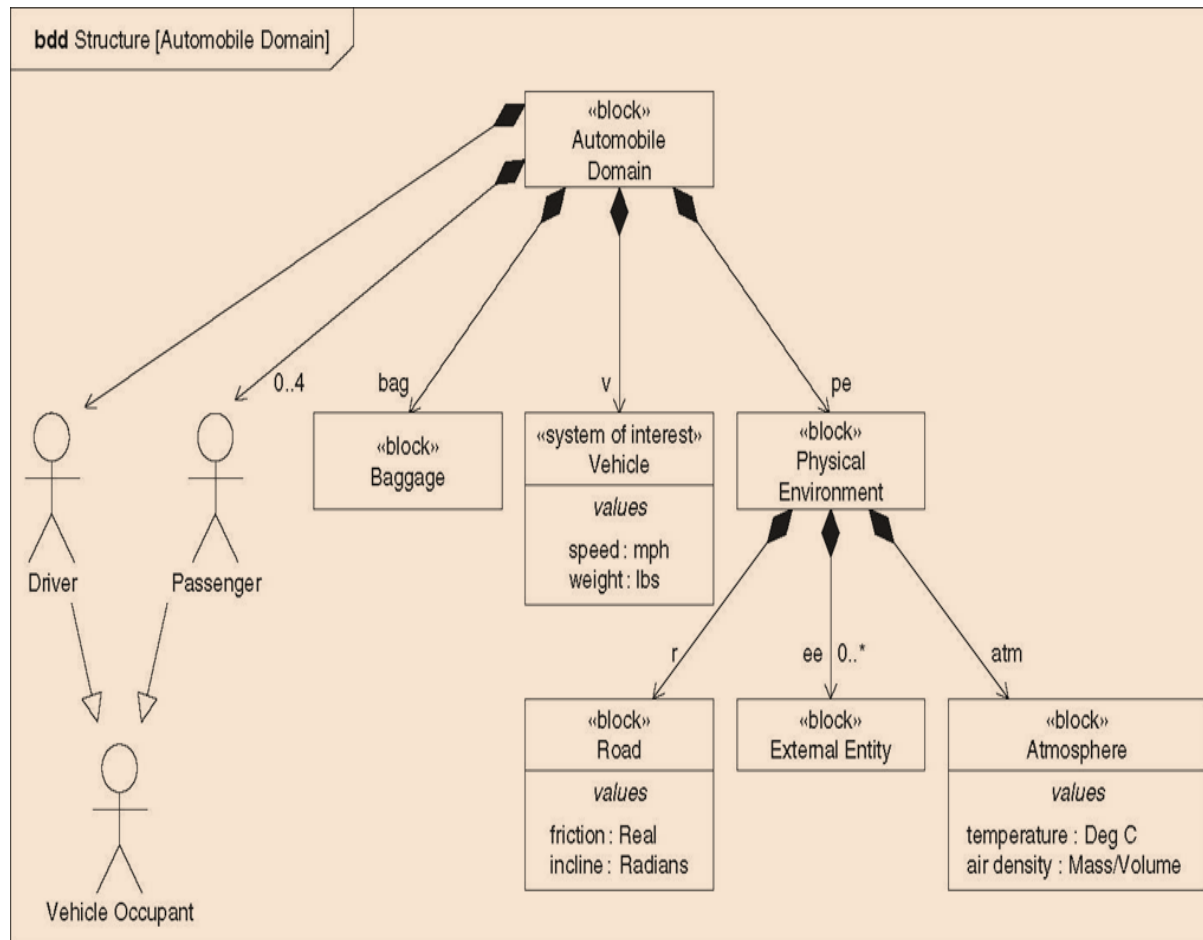 bdd Structure [Automobile Domain]
«block»
Automobile
Domain
0..4
bag
v
pe
«block»
Baggage
«system of interest»
Vehicle
values
speed : mph
weight : lbs
«block»
Physical
Environment
Driver
Passenger
r
ee 0..*
atm
«block»
Road
values
friction : Real
incline : Radians
«block»
External Entity
«block»
Atmosphere
values
temperature : Deg C
air density : Mass/Volume
Vehicle Occupant